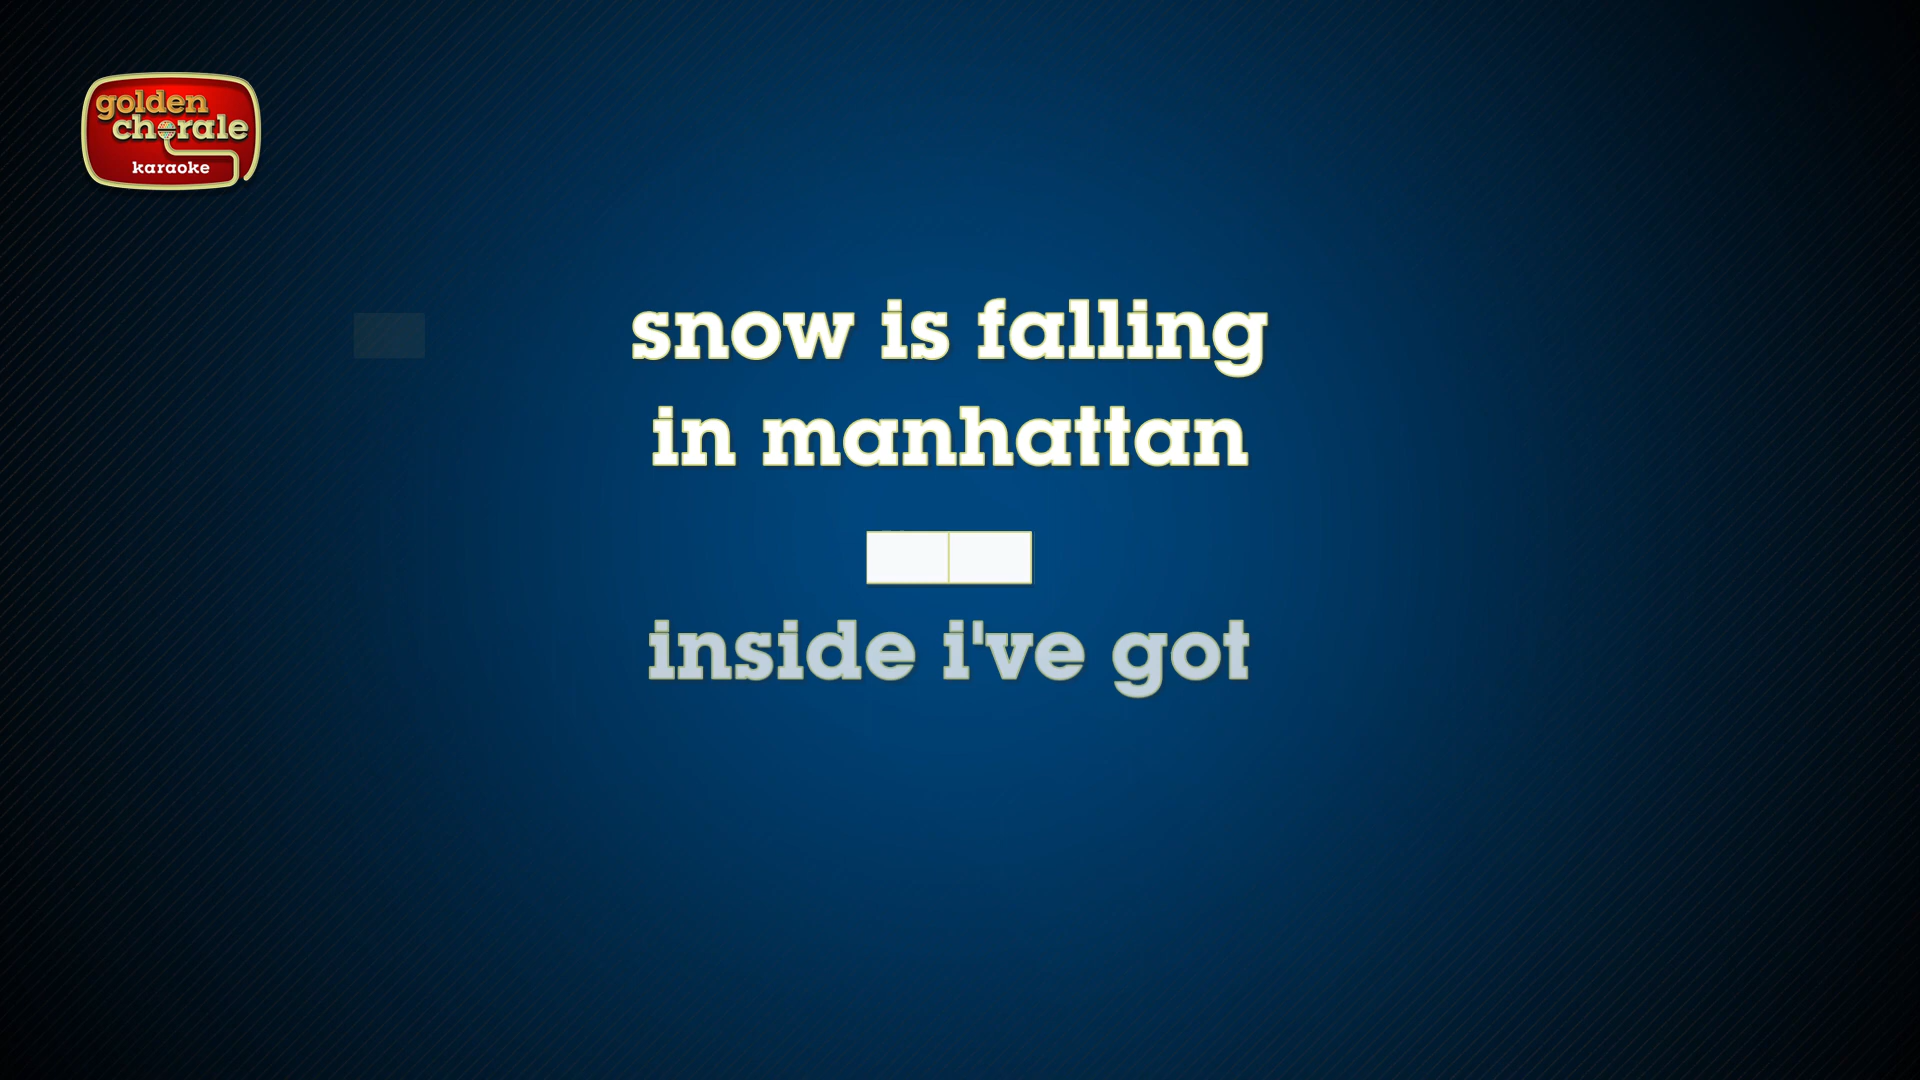 golden
chorale
karaoke
snow is falling
in manhattan
inside i've got